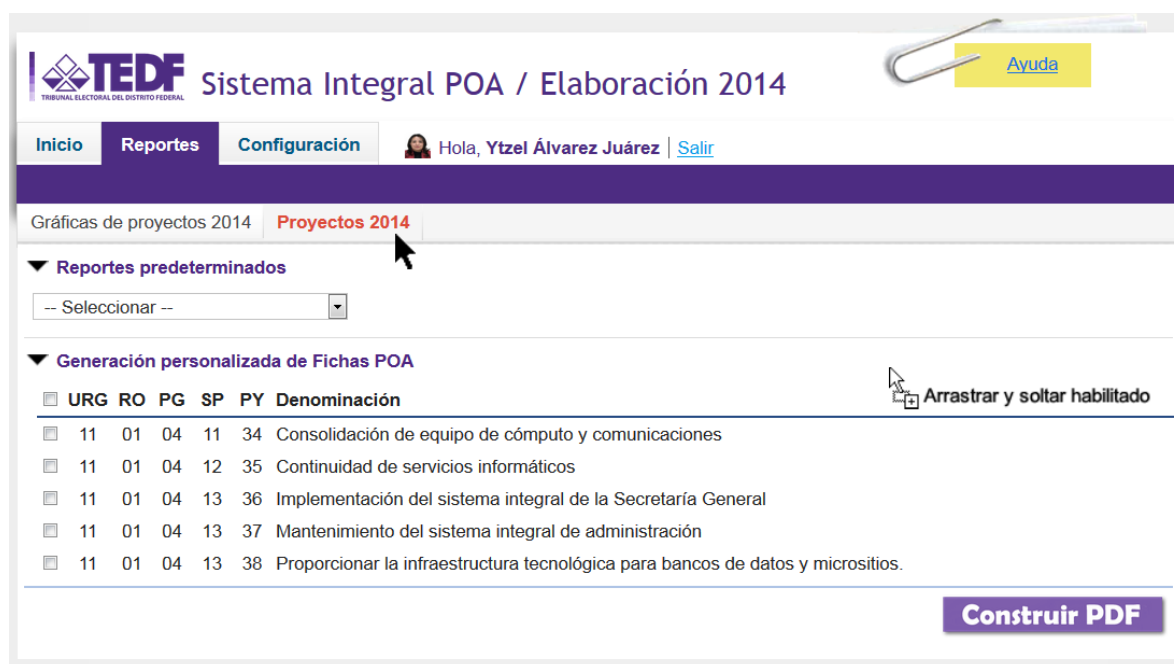 TEDF
TRIBUNAL ELECTORAL DEL DISTRITO FEDERAL
Sistema Integral POA / Elaboración 2014
Ayuda
Inicio Reportes Configuración Hola, Ytzel Álvarez Juárez | Salir
Gráficas de proyectos 2014 Proyectos 2014
Reportes predeterminados
-- Seleccionar --
Generación personalizada de Fichas POA
URG RO PG SP PY Denominación Arrastrar y soltar habilitado
11 01 04 11 34 Consolidación de equipo de cómputo y comunicaciones
11 01 04 12 35 Continuidad de servicios informáticos
11 01 04 13 36 Implementación del sistema integral de la Secretaría General
11 01 04 13 37 Mantenimiento del sistema integral de administración
11 01 04 13 38 Proporcionar la infraestructura tecnológica para bancos de datos y micrositios.
Construir PDF